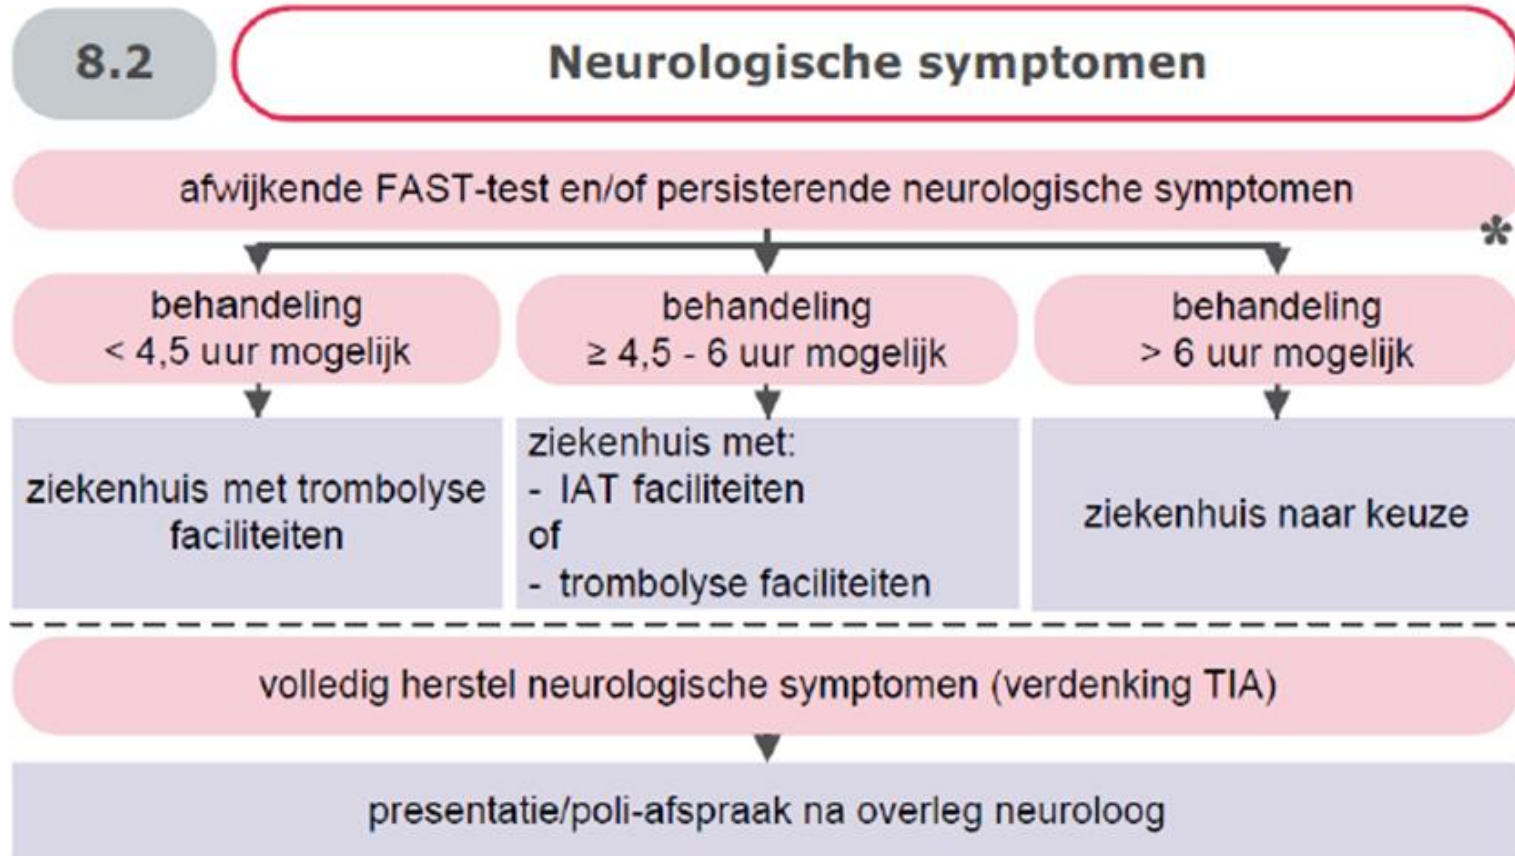 8.2
Neurologische symptomen
afwijkende FAST-test en/of persisterende neurologische symptomen
*
behandeling
< 4,5 uur mogelijk
behandeling
≥ 4,5 - 6 uur mogelijk
behandeling
> 6 uur mogelijk
ziekenhuis met trombolyse
faciliteiten
ziekenhuis met:
- IAT faciliteiten
of
- trombolyse faciliteiten
ziekenhuis naar keuze
volledig herstel neurologische symptomen (verdenking TIA)
presentatie/poli-afspraak na overleg neuroloog